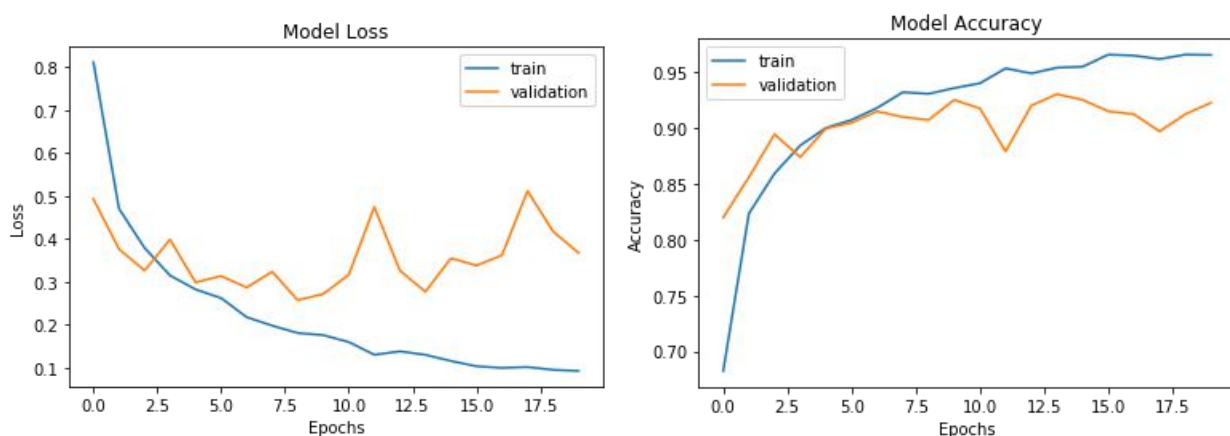 Model Loss
train
validation
0.8
0.7
0.6
0.5
0.4
0.3
0.2
0.1
Loss
0.0 2.5 5.0 7.5 10.0 12.5 15.0 17.5
Epochs
Model Accuracy
train
validation
0.95
0.90
0.85
0.80
0.75
0.70
Accuracy
0.0 2.5 5.0 7.5 10.0 12.5 15.0 17.5
Epochs